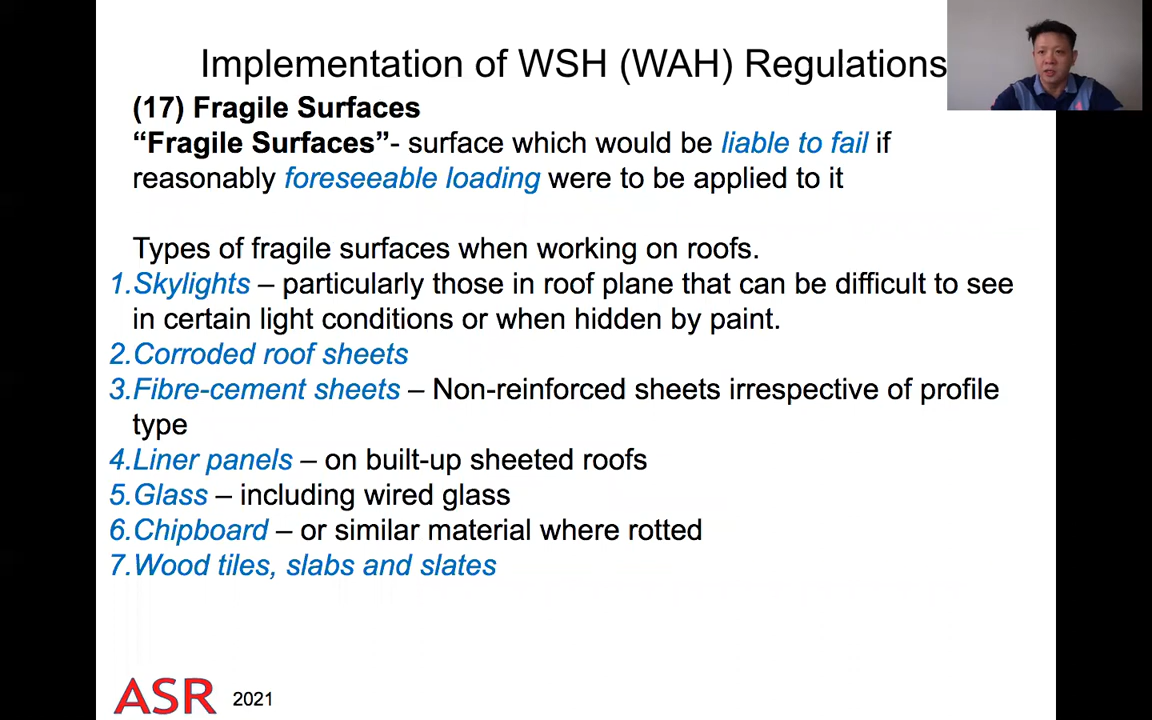 Implementation of WSH (WAH) Regulations
(17) Fragile Surfaces
“Fragile Surfaces”- surface which would be liable to fail if
reasonably foreseeable loading were to be applied to it
Types of fragile surfaces when working on roofs.
1.Skylights – particularly those in roof plane that can be difficult to see
in certain light conditions or when hidden by paint.
2.Corroded roof sheets
3.Fibre-cement sheets – Non-reinforced sheets irrespective of profile
type
4.Liner panels – on built-up sheeted roofs
5.Glass – including wired glass
6.Chipboard – or similar material where rotted
7.Wood tiles, slabs and slates
ASR 2021